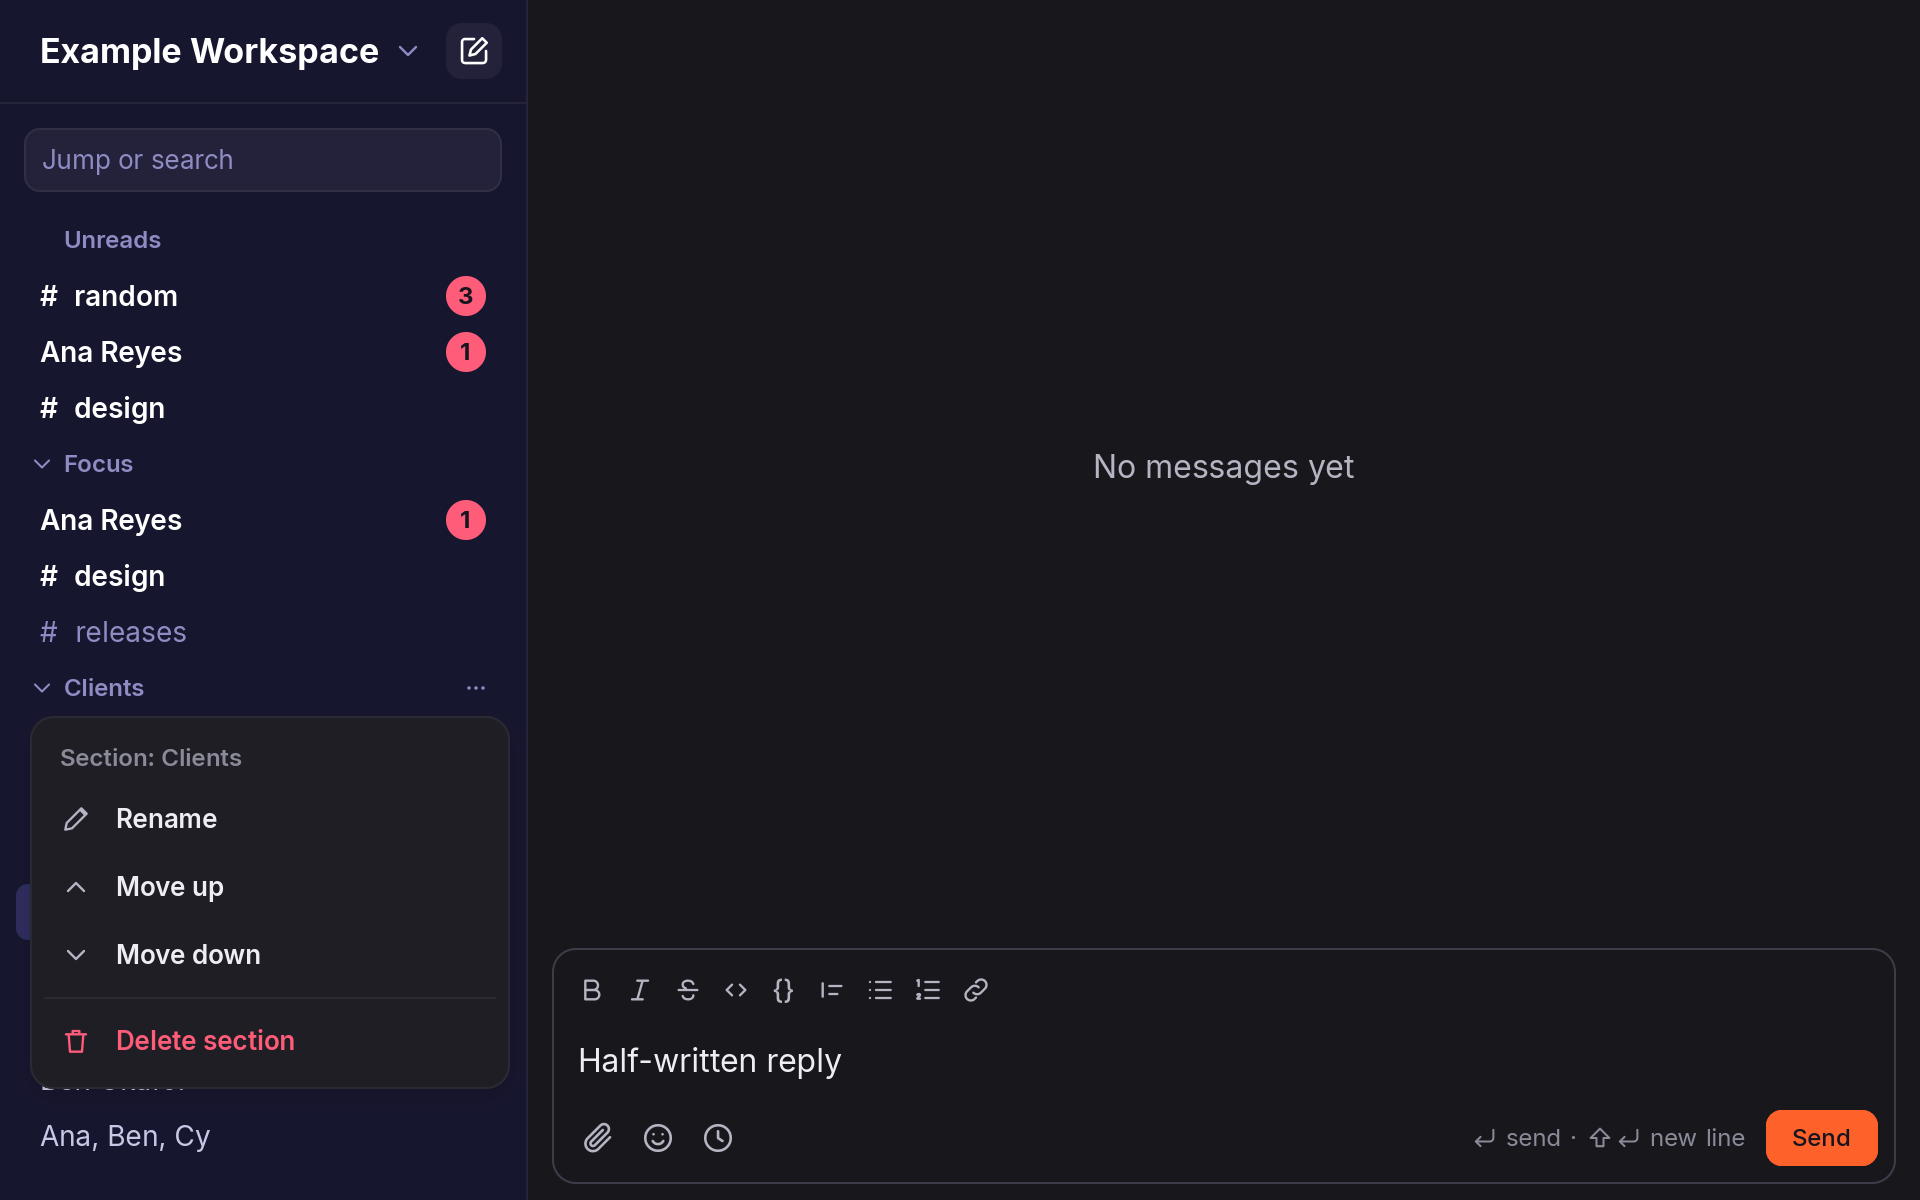 Example Workspace
Jump or search
Unreads
# random 3
Ana Reyes 1
# design
Focus
Ana Reyes 1
# design
# releases
Clients
Section: Clients
Rename
Move up
Move down
Delete section
Ana, Ben, Cy
No messages yet
Half-written reply
send · new line
Send